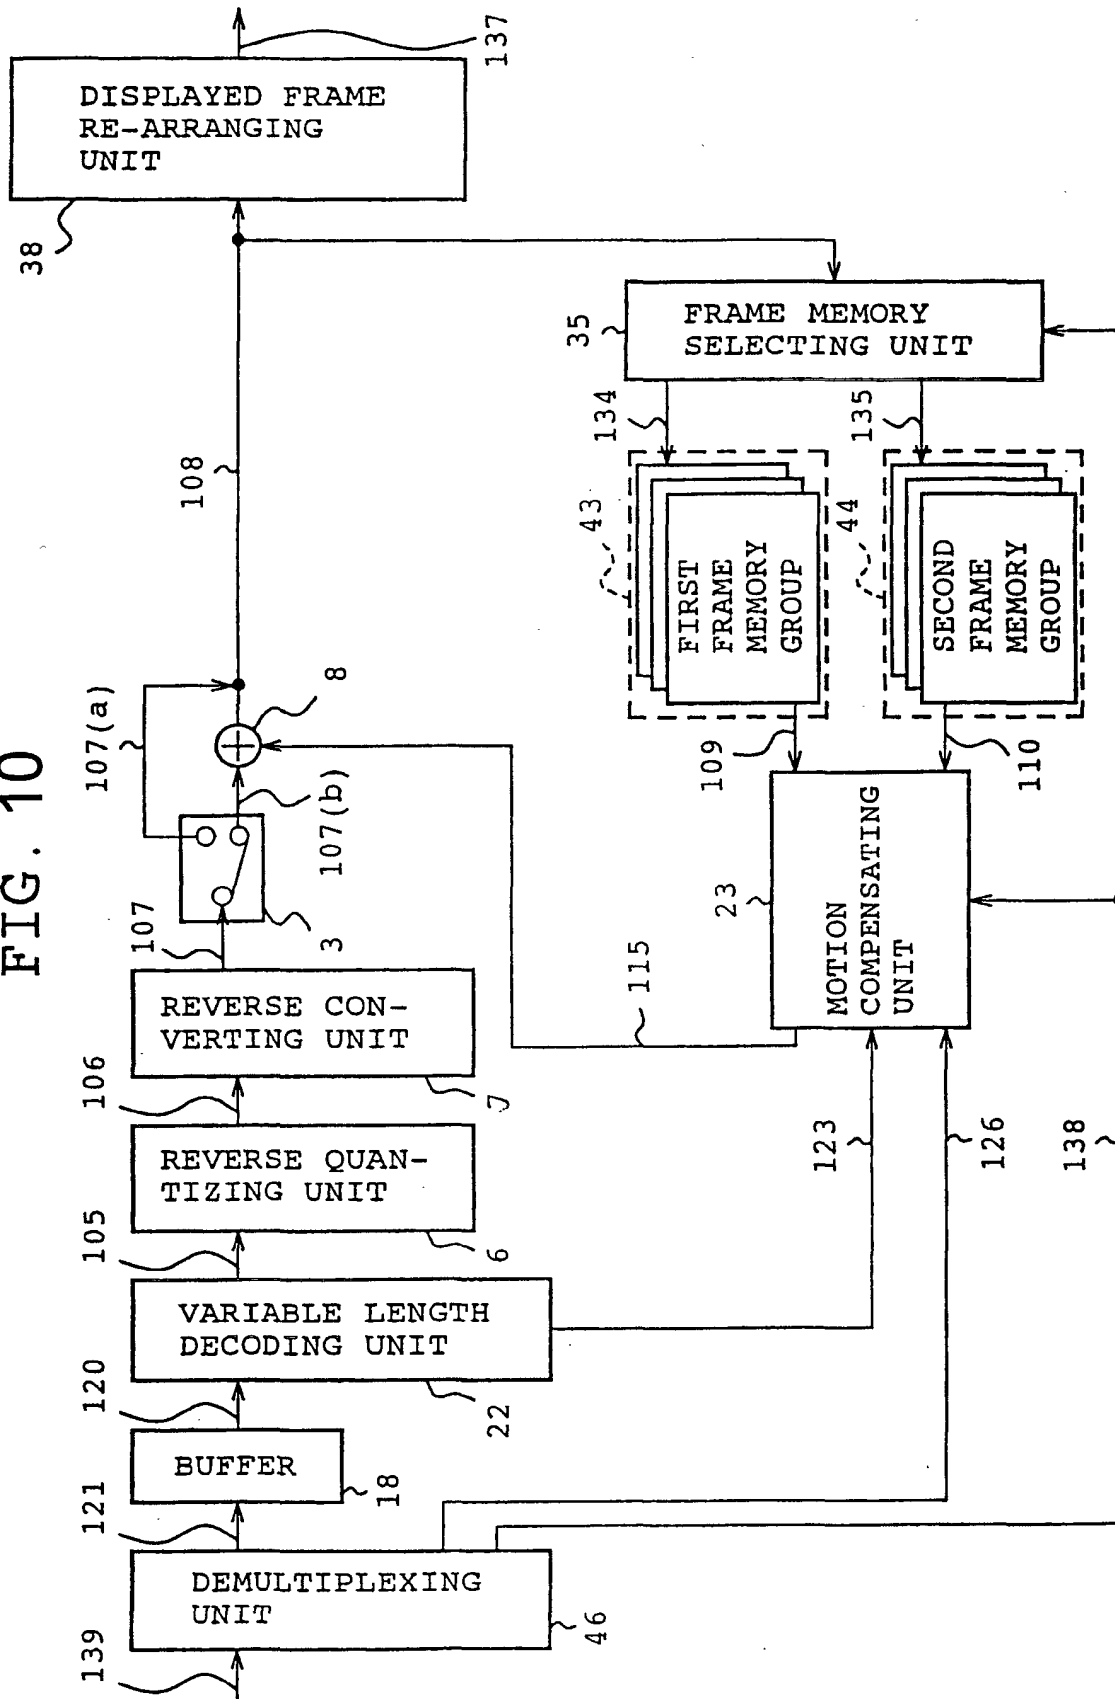 FIG. 10
137
DISPLAYED FRAME
RE-ARRANGING
UNIT
38
35
FRAME MEMORY
SELECTING UNIT
108
134
135
43
44
FIRST
FRAME
MEMORY
GROUP
SECOND
FRAME
MEMORY
GROUP
107(a)
8
107(b)
109
110
3
107
23
MOTION
COMPENSATING
UNIT
115
REVERSE CON-
VERTING UNIT
7
106
REVERSE QUAN-
TIZING UNIT
6
105
123
126
138
VARIABLE LENGTH
DECODING UNIT
22
120
BUFFER
18
121
DEMULTIPLEXING
UNIT
46
139